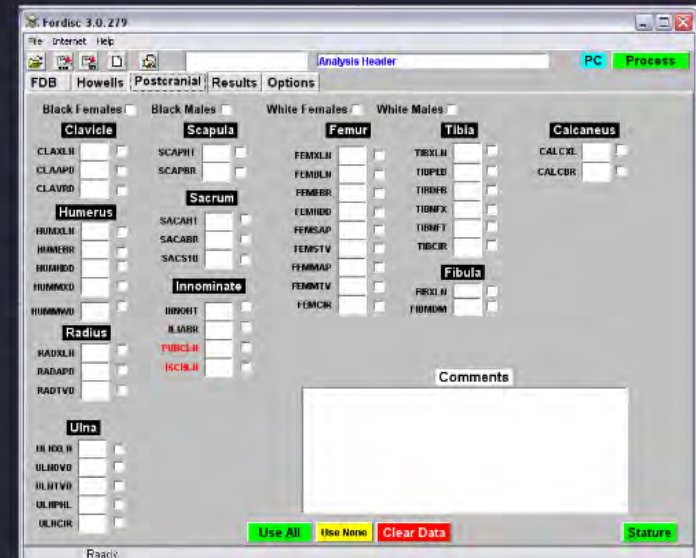 Fordisc 3.0.279
File Internet Help
Analysis Header PC Process
FDB Howells Postcranial Results Options
Black Females Black Males White Females White Males
Clavicle
CLAXLN
CLAAPD
CLAVRD
Humerus
HUMXLN
HUMEBR
HUMHDD
HUMMXD
HUMMWD
Radius
RADXLN
RADAPD
RADTVD
Ulna
ULNXLN
ULNDVD
ULNTVD
ULNPHL
ULNCIR
Scapula
SCAPHT
SCAPBR
Sacrum
SACAHT
SACABR
SACS1D
Innominate
INNOHT
ILIABR
PUBCLN
ISCHLN
Femur
FEMXLN
FEMBLN
FEMEBR
FEMHDD
FEMSAP
FEMSTV
FEMMAP
FEMMTV
FEMCIR
Tibia
TIBXLN
TIBPEB
TIBDEB
TIBNFX
TIBNFT
TIBCIR
Fibula
FIBXLN
FIBMDM
Calcaneus
CALCXL
CALCBR
Comments
Use All Use None Clear Data Stature
Ready